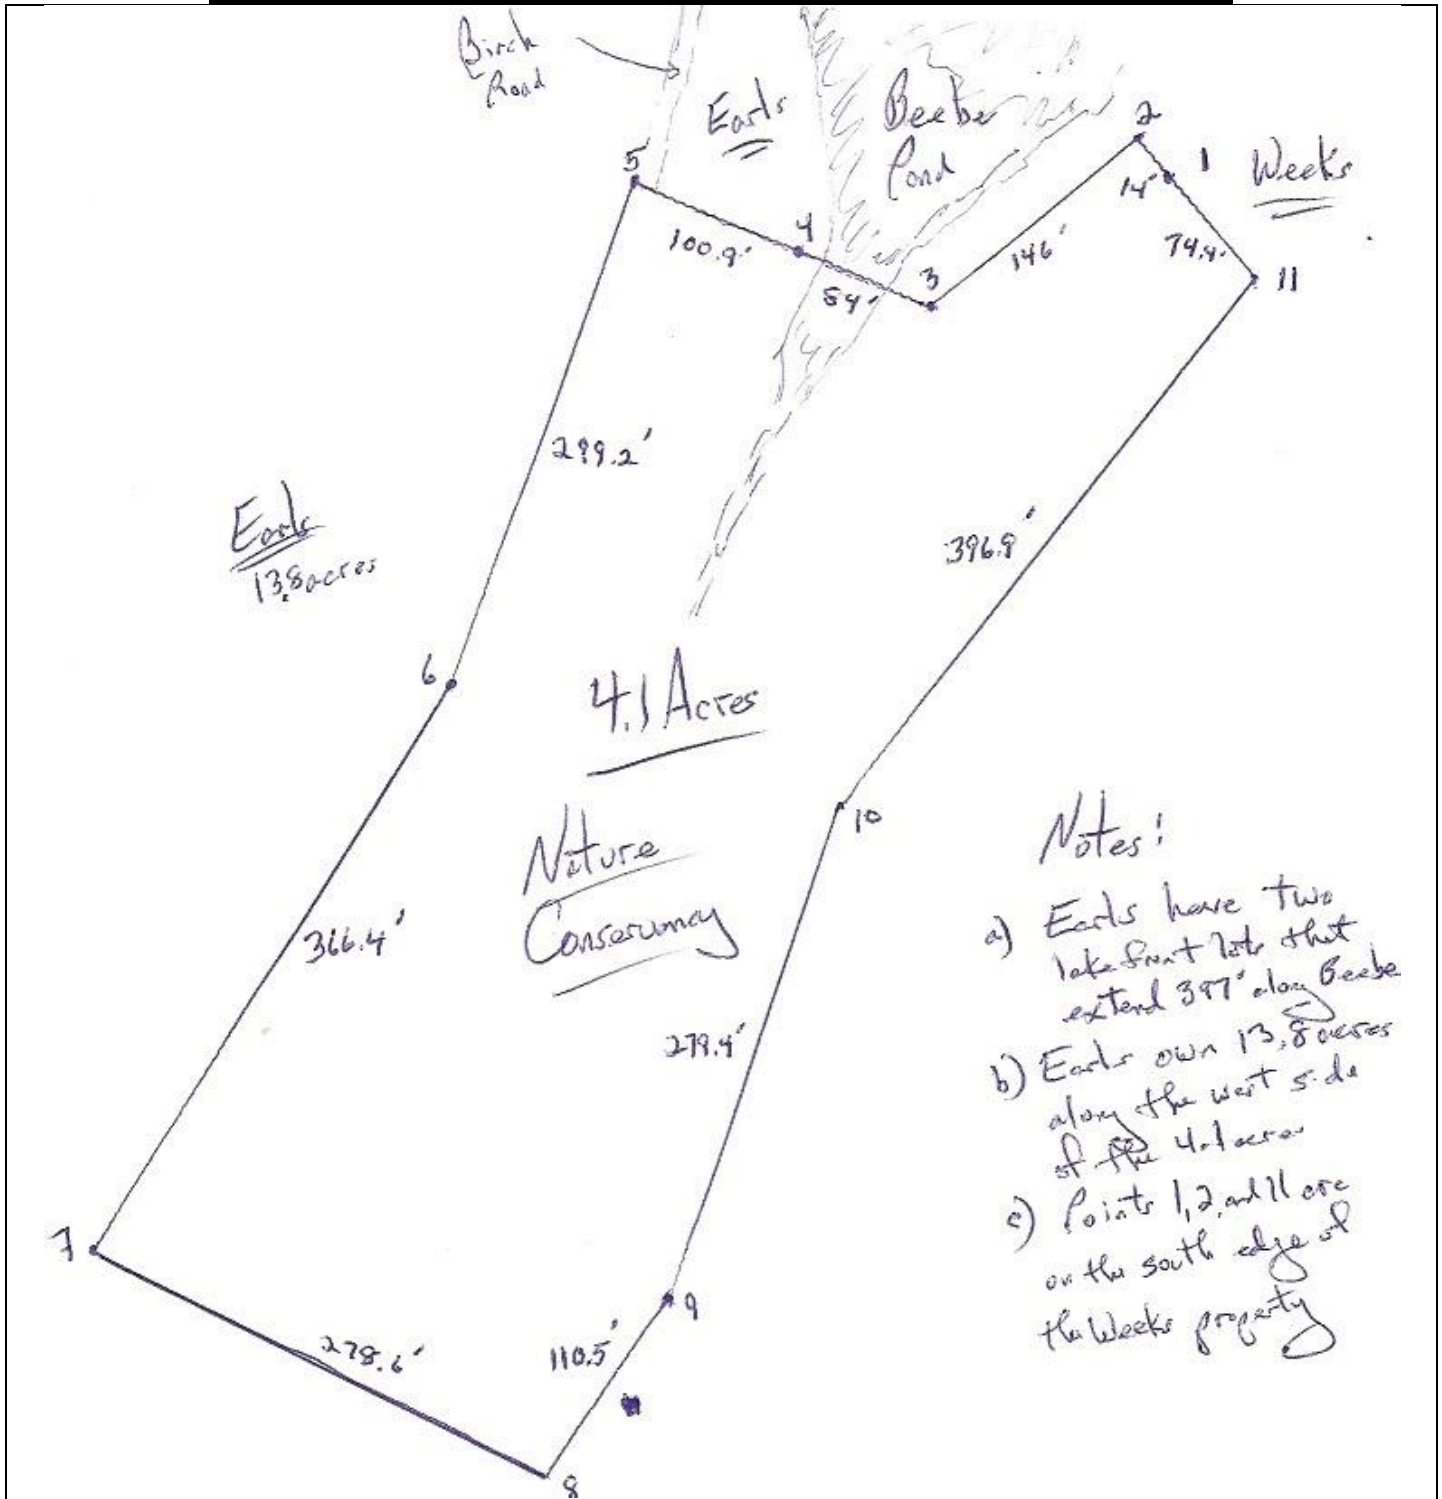 Birch
Road
Earls
Beebe
Pond
2
1
Weeks
14'
5
4
100.9'
3
84'
146'
74.4'
11
299.2'
396.9'
Earls
13.8 acres
6
4.1 Acres
10
Nature
Conservancy
366.4'
279.4'
7
9
278.6'
110.5'
8
Notes:
a) Earls have two
lakefront lots that
extend 397' along Beebe
b) Earls own 13.8 acres
along the west side
of the 4.1 acres
c) Points 1, 2, and 11 are
on the south edge of
the Weeks property